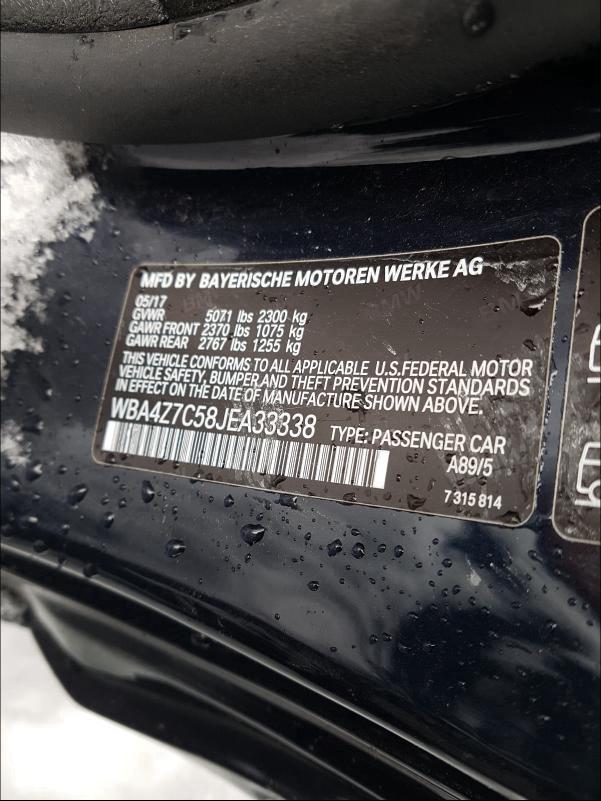 MFD BY BAYERISCHE MOTOREN WERKE AG
05/17
GVWR 5071 lbs 2300 kg
GAWR FRONT 2370 lbs 1075 kg
GAWR REAR 2767 lbs 1255 kg
THIS VEHICLE CONFORMS TO ALL APPLICABLE U.S.FEDERAL MOTOR
VEHICLE SAFETY, BUMPER AND THEFT PREVENTION STANDARDS
IN EFFECT ON THE DATE OF MANUFACTURE SHOWN ABOVE.
WBA4Z7C58JEA33338 TYPE: PASSENGER CAR
A89/5
7 315 814